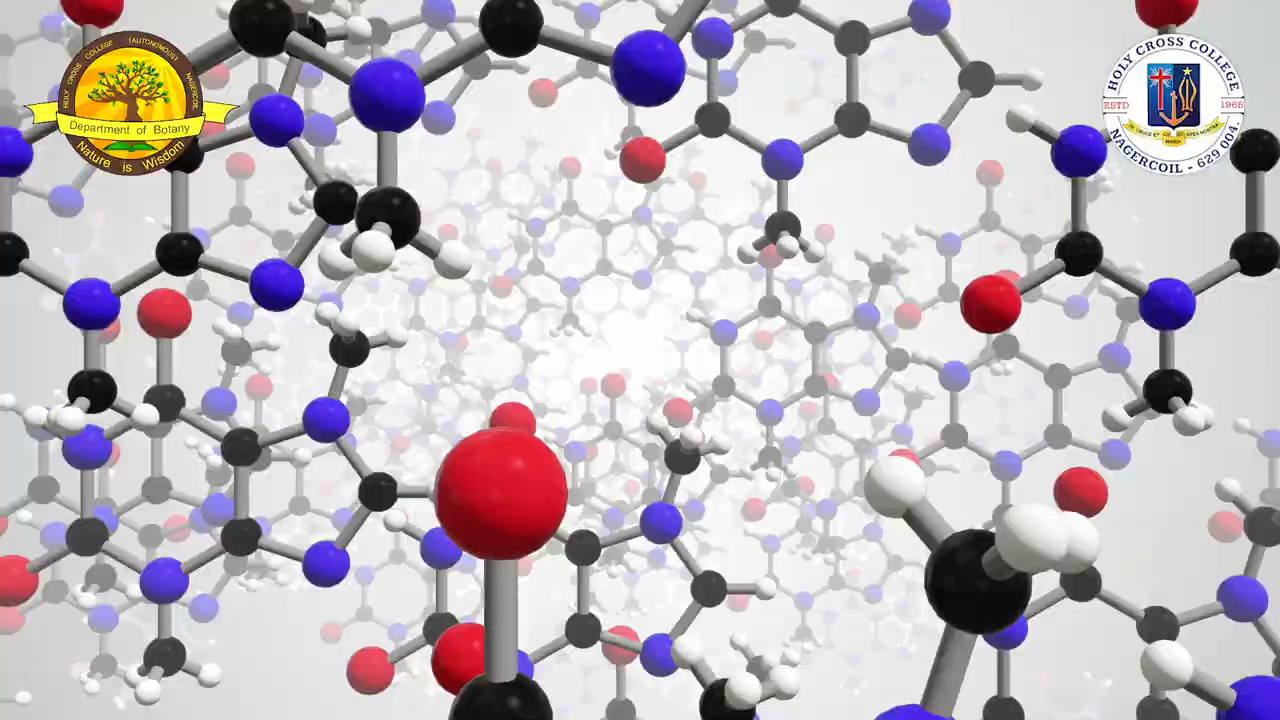 HOLY CROSS COLLEGE (AUTONOMOUS) NAGERCOIL
Department of Botany
Nature is Wisdom
HOLY CROSS COLLEGE
ESTD 1965
NAGERCOIL - 629 004.